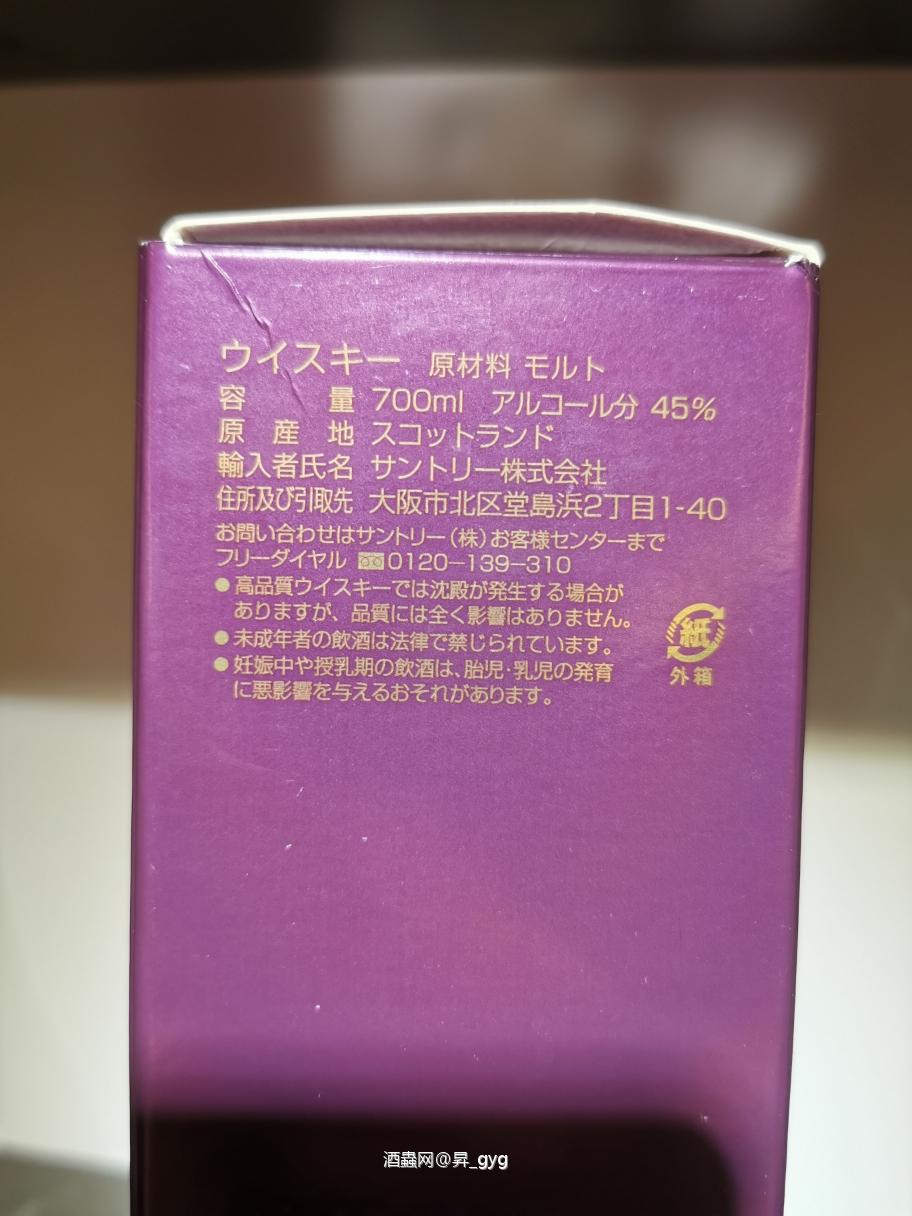 ウイスキー 原材料 モルト
容量 700ml アルコール分 45%
原産地 スコットランド
輸入者氏名 サントリー株式会社
住所及び引取先 大阪市北区堂島浜2丁目1-40
お問い合わせはサントリー(株)お客様センターまで
フリーダイヤル 0120-139-310
●高品質ウイスキーでは沈殿が発生する場合が
ありますが、品質には全く影響はありません。
●未成年者の飲酒は法律で禁じられています。
●妊娠中や授乳期の飲酒は、胎児・乳児の発育
に悪影響を与えるおそれがあります。
紙
外箱
酒蟲网@昇_gyg